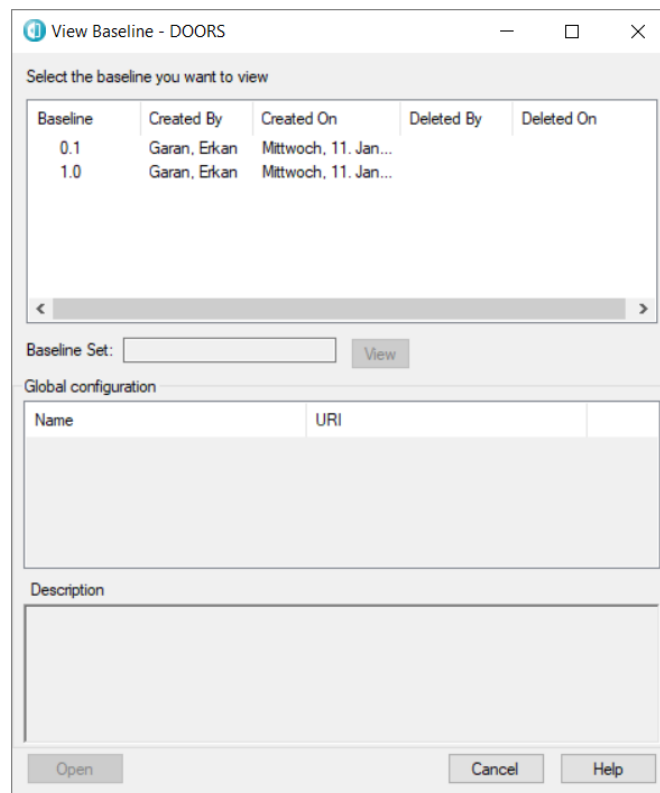 View Baseline - DOORS
Select the baseline you want to view
Baseline Created By Created On Deleted By Deleted On
0.1 Garan, Erkan Mittwoch, 11. Jan...
1.0 Garan, Erkan Mittwoch, 11. Jan...
Baseline Set: View
Global configuration
Name URI
Description
Open Cancel Help